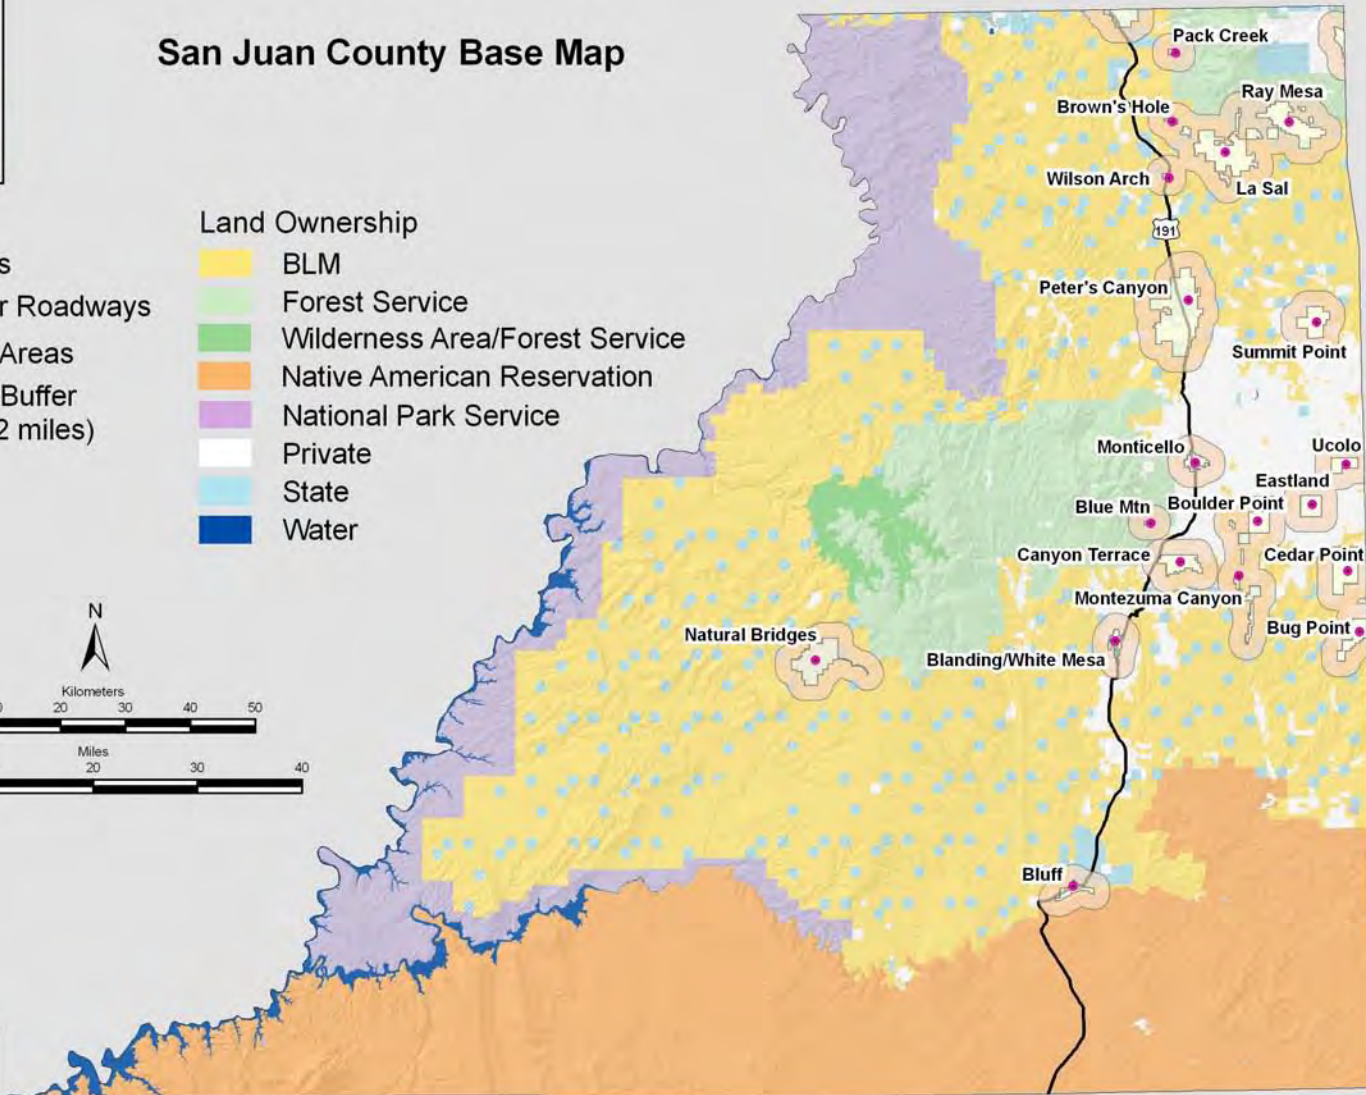 San Juan County Base Map
Land Ownership
BLM
Forest Service
Wilderness Area/Forest Service
Native American Reservation
National Park Service
Private
State
Water
s
r Roadways
Areas
Buffer
2 miles)
N
Kilometers
0 20 30 40 50
Miles
20 30 40
Pack Creek
Ray Mesa
Brown's Hole
Wilson Arch
La Sal
191
Peter's Canyon
Summit Point
Monticello
Ucolo
Eastland
Blue Mtn
Boulder Point
Canyon Terrace
Cedar Point
Montezuma Canyon
Bug Point
Natural Bridges
Blanding/White Mesa
Bluff